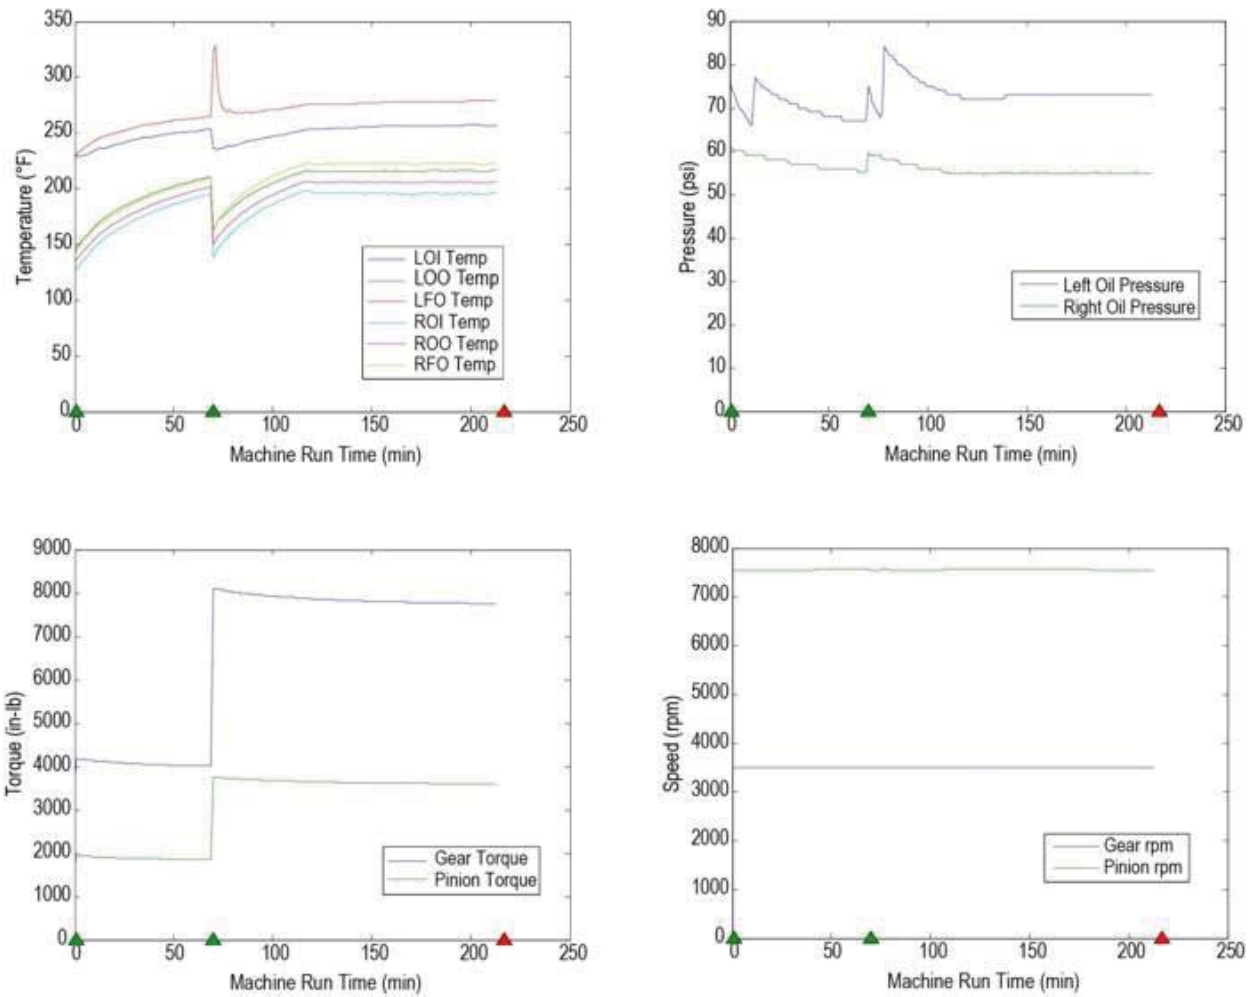 350
300
250
200
150
100
50
0
Temperature (°F)
LOI Temp
LOO Temp
LFO Temp
ROI Temp
ROO Temp
RFO Temp
0 50 100 150 200 250
Machine Run Time (min)
90
80
70
60
50
40
30
20
10
0
Pressure (psi)
Left Oil Pressure
Right Oil Pressure
0 50 100 150 200 250
Machine Run Time (min)
9000
8000
7000
6000
5000
4000
3000
2000
1000
0
Torque (in-lb)
Gear Torque
Pinion Torque
0 50 100 150 200 250
Machine Run Time (min)
8000
7000
6000
5000
4000
3000
2000
1000
0
Speed (rpm)
Gear rpm
Pinion rpm
0 50 100 150 200 250
Machine Run Time (min)